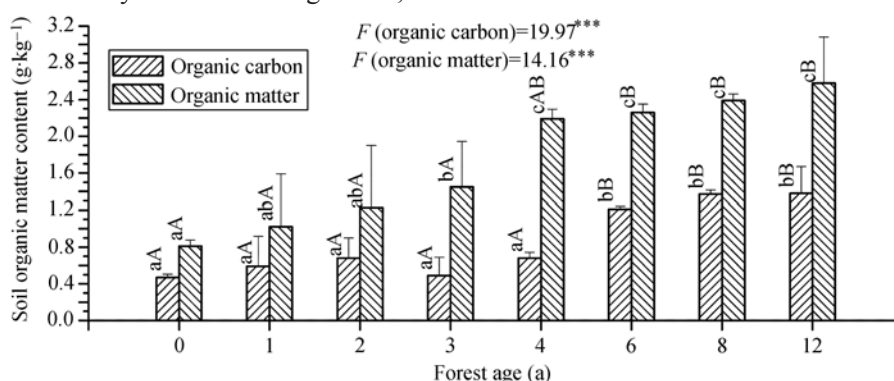 F (organic carbon)=19.97***
F (organic matter)=14.16***
Organic carbon
Organic matter
Soil organic matter content (g·kg⁻¹)
3.2
2.8
2.4
2.0
1.6
1.2
0.8
0.4
0.0
aA
aA
aA
abA
aA
abA
aA
bA
aA
cAB
bB
cB
bB
cB
bB
cB
0 1 2 3 4 6 8 12
Forest age (a)